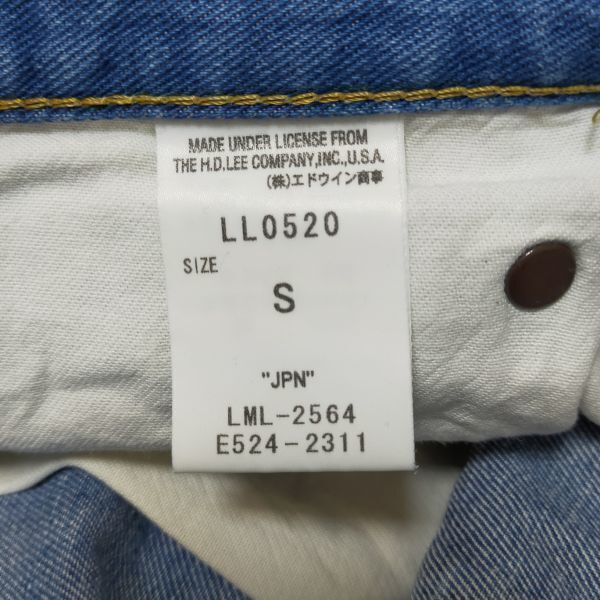 MADE UNDER LICENSE FROM
THE H.D.LEE COMPANY,INC.,U.S.A.
(株)エドウイン商事
LL0520
SIZE
S
"JPN"
LML-2564
E524-2311